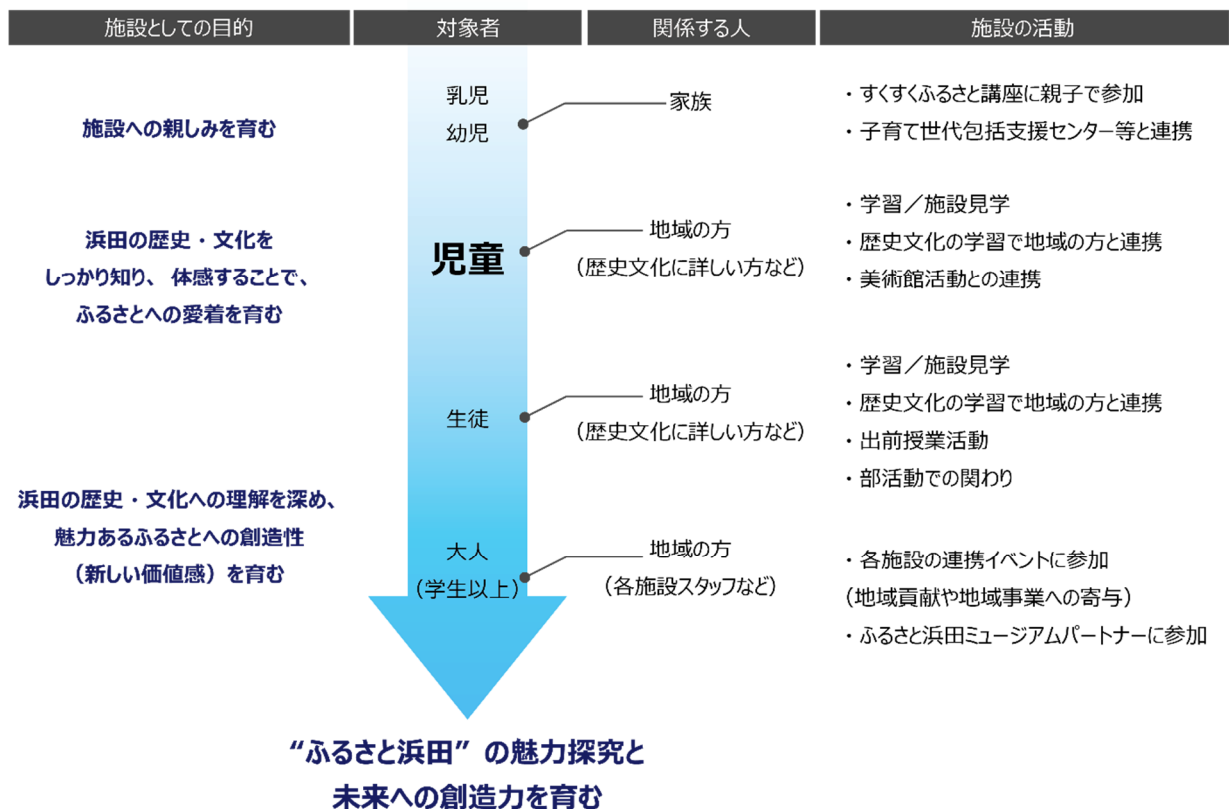 施設としての目的
対象者
関係する人
施設の活動
施設への親しみを育む
乳児
幼児
家族
・すくすくふるさと講座に親子で参加
・子育て世代包括支援センター等と連携
浜田の歴史・文化を
しっかり知り、体感することで、
ふるさとへの愛着を育む
児童
地域の方
(歴史文化に詳しい方など)
・学習／施設見学
・歴史文化の学習で地域の方と連携
・美術館活動との連携
生徒
地域の方
(歴史文化に詳しい方など)
・学習／施設見学
・歴史文化の学習で地域の方と連携
・出前授業活動
・部活動での関わり
浜田の歴史・文化への理解を深め、
魅力あるふるさとへの創造性
(新しい価値感)を育む
大人
(学生以上)
地域の方
(各施設スタッフなど)
・各施設の連携イベントに参加
(地域貢献や地域事業への寄与)
・ふるさと浜田ミュージアムパートナーに参加
“ふるさと浜田”の魅力探究と
未来への創造力を育む